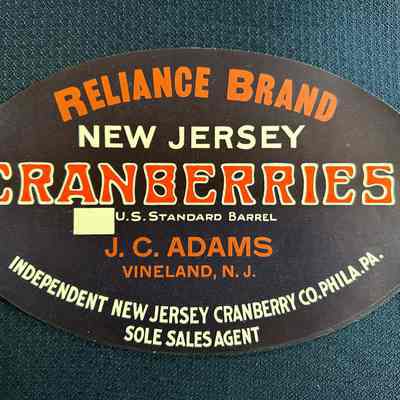 RELIANCE BRAND
NEW JERSEY
CRANBERRIES
U.S. STANDARD BARREL
J. C. ADAMS
VINELAND, N. J.
INDEPENDENT NEW JERSEY CRANBERRY CO. PHILA. PA.
SOLE SALES AGENT